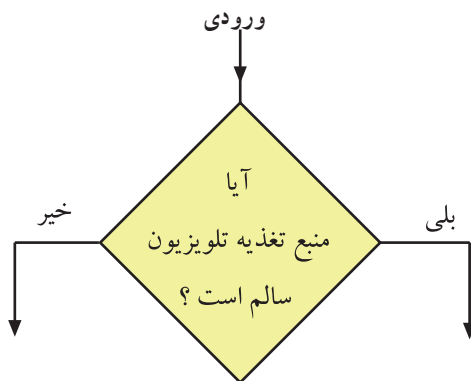 ورودی
آیا
منبع تغذیه تلویزیون
سالم است ؟
بلی
خیر